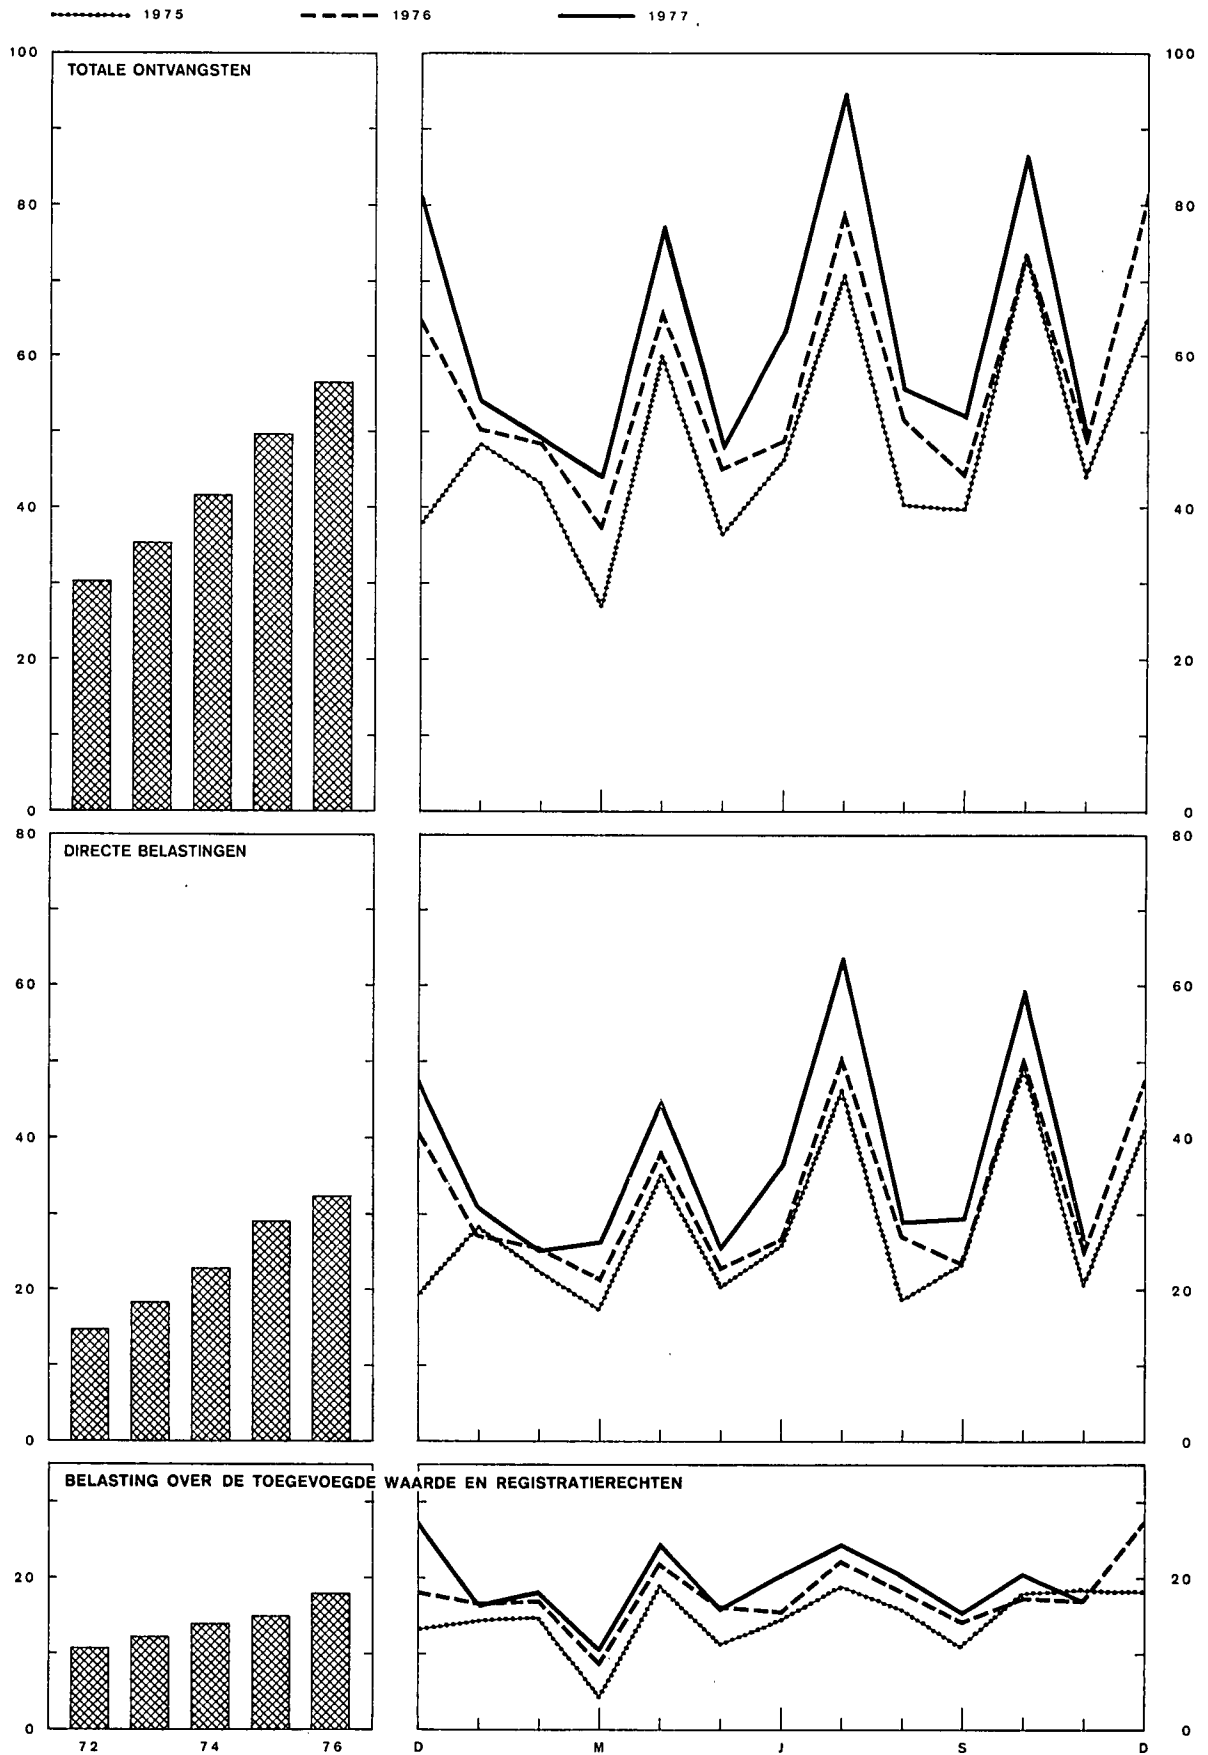 1975 1976 1977
TOTALE ONTVANGSTEN
100 100
80 80
60 60
40 40
20 20
0 0
DIRECTE BELASTINGEN
80 80
60 60
40 40
20 20
0 0
BELASTING OVER DE TOEGEVOEGDE WAARDE EN REGISTRATIERECHTEN
20 20
0 0
72 74 76 D M J S D